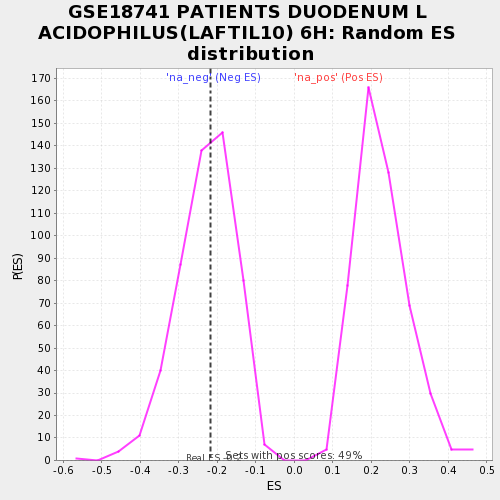 GSE18741 PATIENTS DUODENUM L
ACIDOPHILUS(LAFTIL10) 6H: Random ES
distribution
'na_neg' (Neg ES)
'na_pos' (Pos ES)
170
160
150
140
130
120
110
100
90
80
70
60
50
40
30
20
10
0
P(ES)
Real ES -0.2
Sets with pos scores: 49%
-0.6 -0.5 -0.4 -0.3 -0.2 -0.1 0.0 0.1 0.2 0.3 0.4 0.5
ES